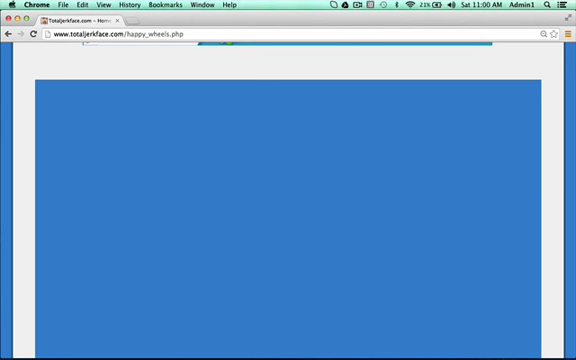 Chrome File Edit View History Bookmarks Window Help 21% Sat 11:00 AM Admin1
Totaljerkface.com - Home
www.totaljerkface.com/happy_wheels.php